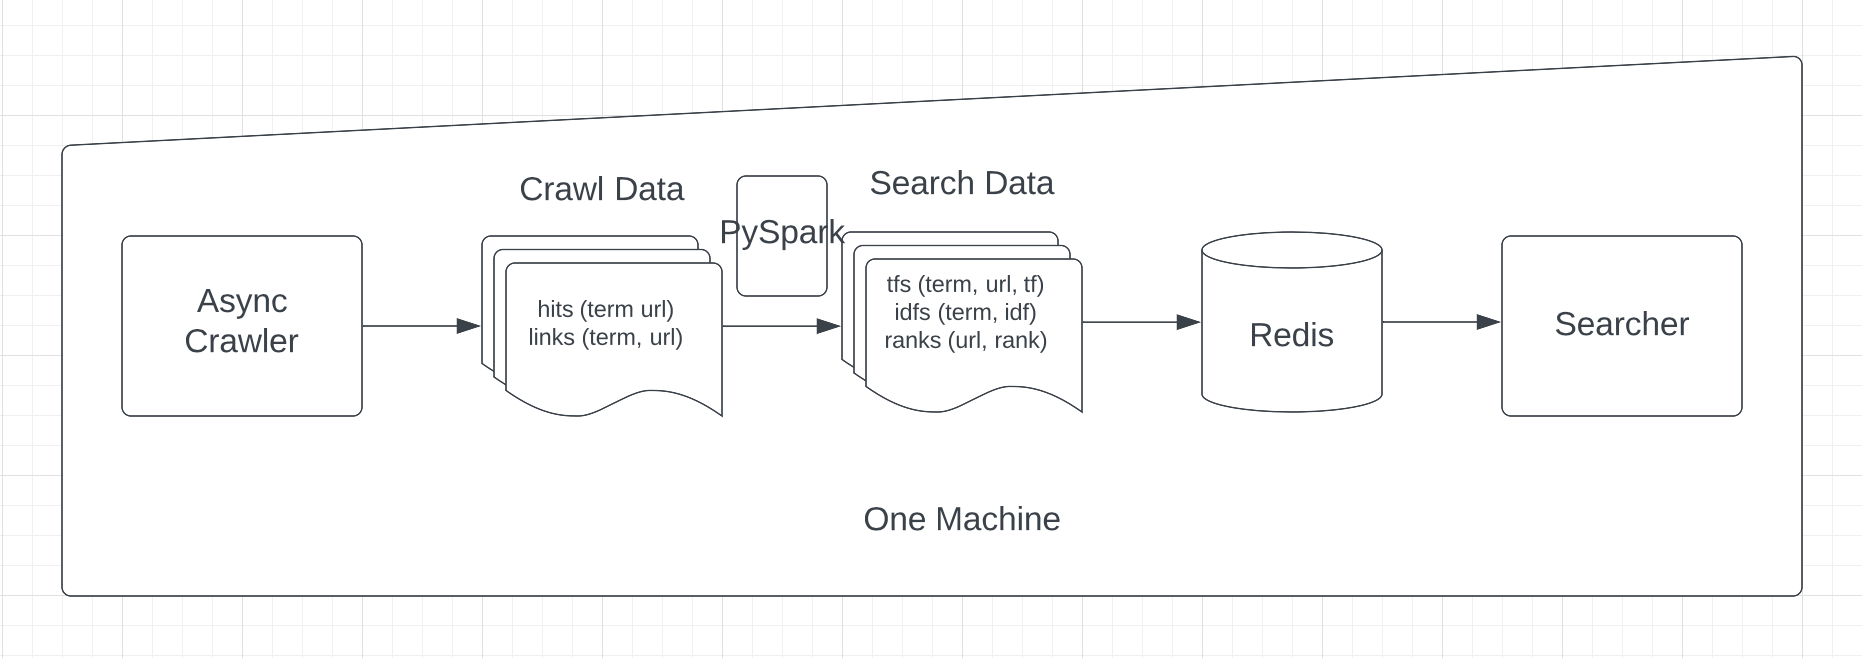 Crawl Data
PySpark
Search Data
Async
Crawler
hits (term url)
links (term, url)
tfs (term, url, tf)
idfs (term, idf)
ranks (url, rank)
Redis
Searcher
One Machine